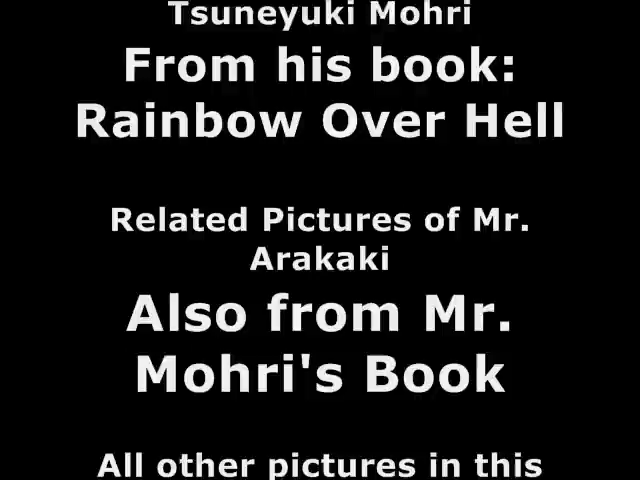 Tsuneyuki Mohri
From his book:
Rainbow Over Hell
Related Pictures of Mr.
Arakaki
Also from Mr.
Mohri's Book
All other pictures in this